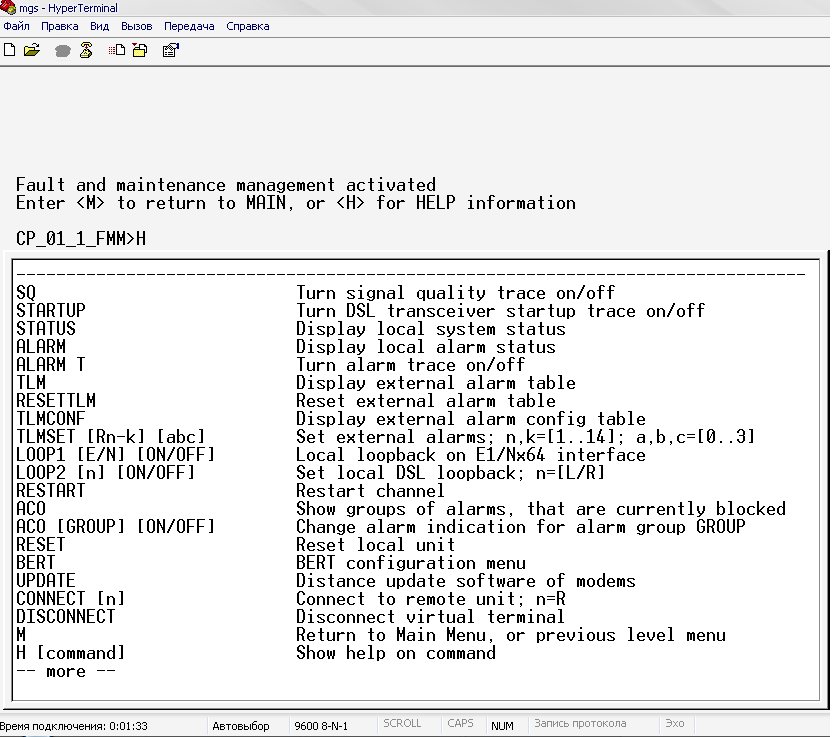 mgs - HyperTerminal
Файл Правка Вид Вызов Передача Справка
Fault and maintenance management activated
Enter <M> to return to MAIN, or <H> for HELP information
CP_01_1_FMM>H
-------------------------------------------------------------------------------
SQ Turn signal quality trace on/off
STARTUP Turn DSL transceiver startup trace on/off
STATUS Display local system status
ALARM Display local alarm status
ALARM T Turn alarm trace on/off
TLM Display external alarm table
RESETTLM Reset external alarm table
TLMCONF Display external alarm config table
TLMSET [Rn-k] [abc] Set external alarms; n,k=[1..14]; a,b,c=[0..3]
LOOP1 [E/N] [ON/OFF] Local loopback on E1/Nx64 interface
LOOP2 [n] [ON/OFF] Set local DSL loopback; n=[L/R]
RESTART Restart channel
ACO Show groups of alarms, that are currently blocked
ACO [GROUP] [ON/OFF] Change alarm indication for alarm group GROUP
RESET Reset local unit
BERT BERT configuration menu
UPDATE Distance update software of modems
CONNECT [n] Connect to remote unit; n=R
DISCONNECT Disconnect virtual terminal
M Return to Main Menu, or previous level menu
H [command] Show help on command
-- more --
Время подключения: 0:01:33 Автовыбор 9600 8-N-1 SCROLL CAPS NUM Запись протокола Эхо